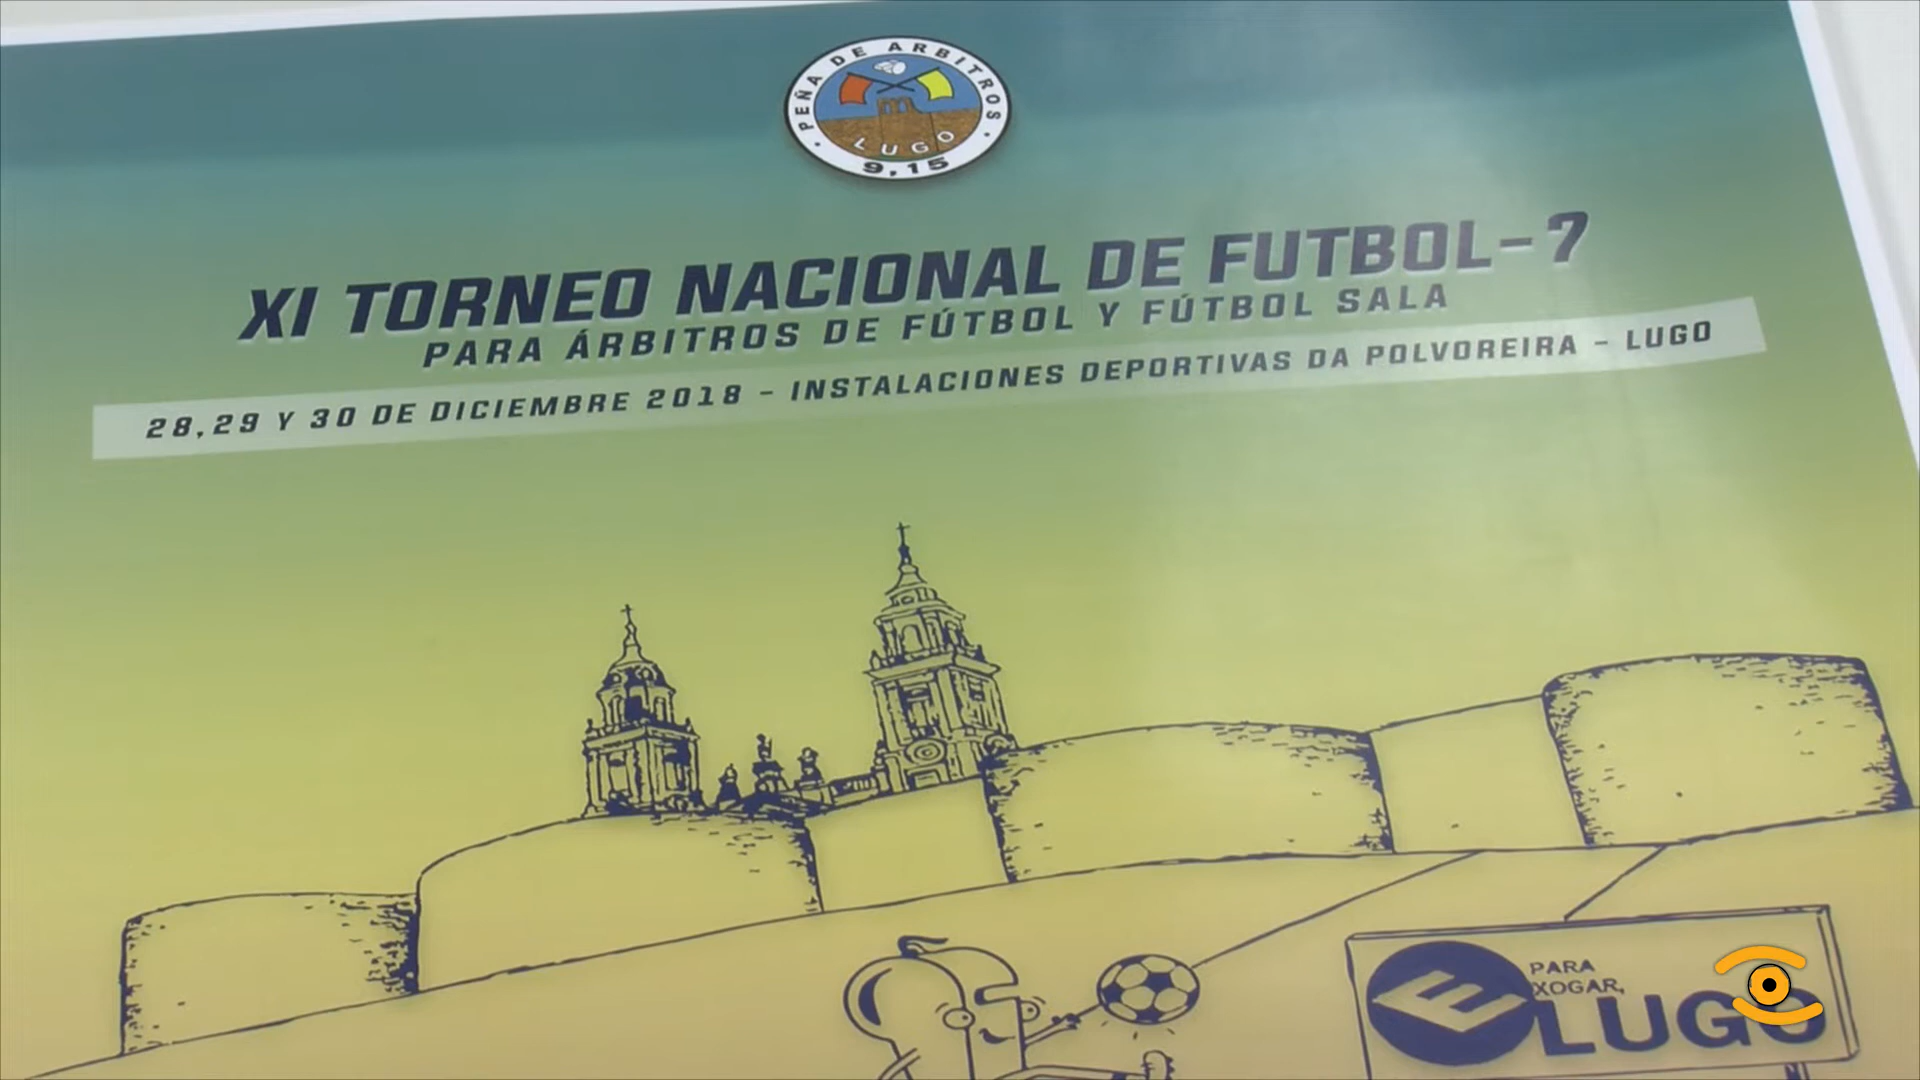 PEÑA DE ARBITROS
LUGO
9,15
XI TORNEO NACIONAL DE FUTBOL-7
PARA ÁRBITROS DE FÚTBOL Y FÚTBOL SALA
28,29 Y 30 DE DICIEMBRE 2018 - INSTALACIONES DEPORTIVAS DA POLVOREIRA - LUGO
PARA
XOGAR,
LUGO